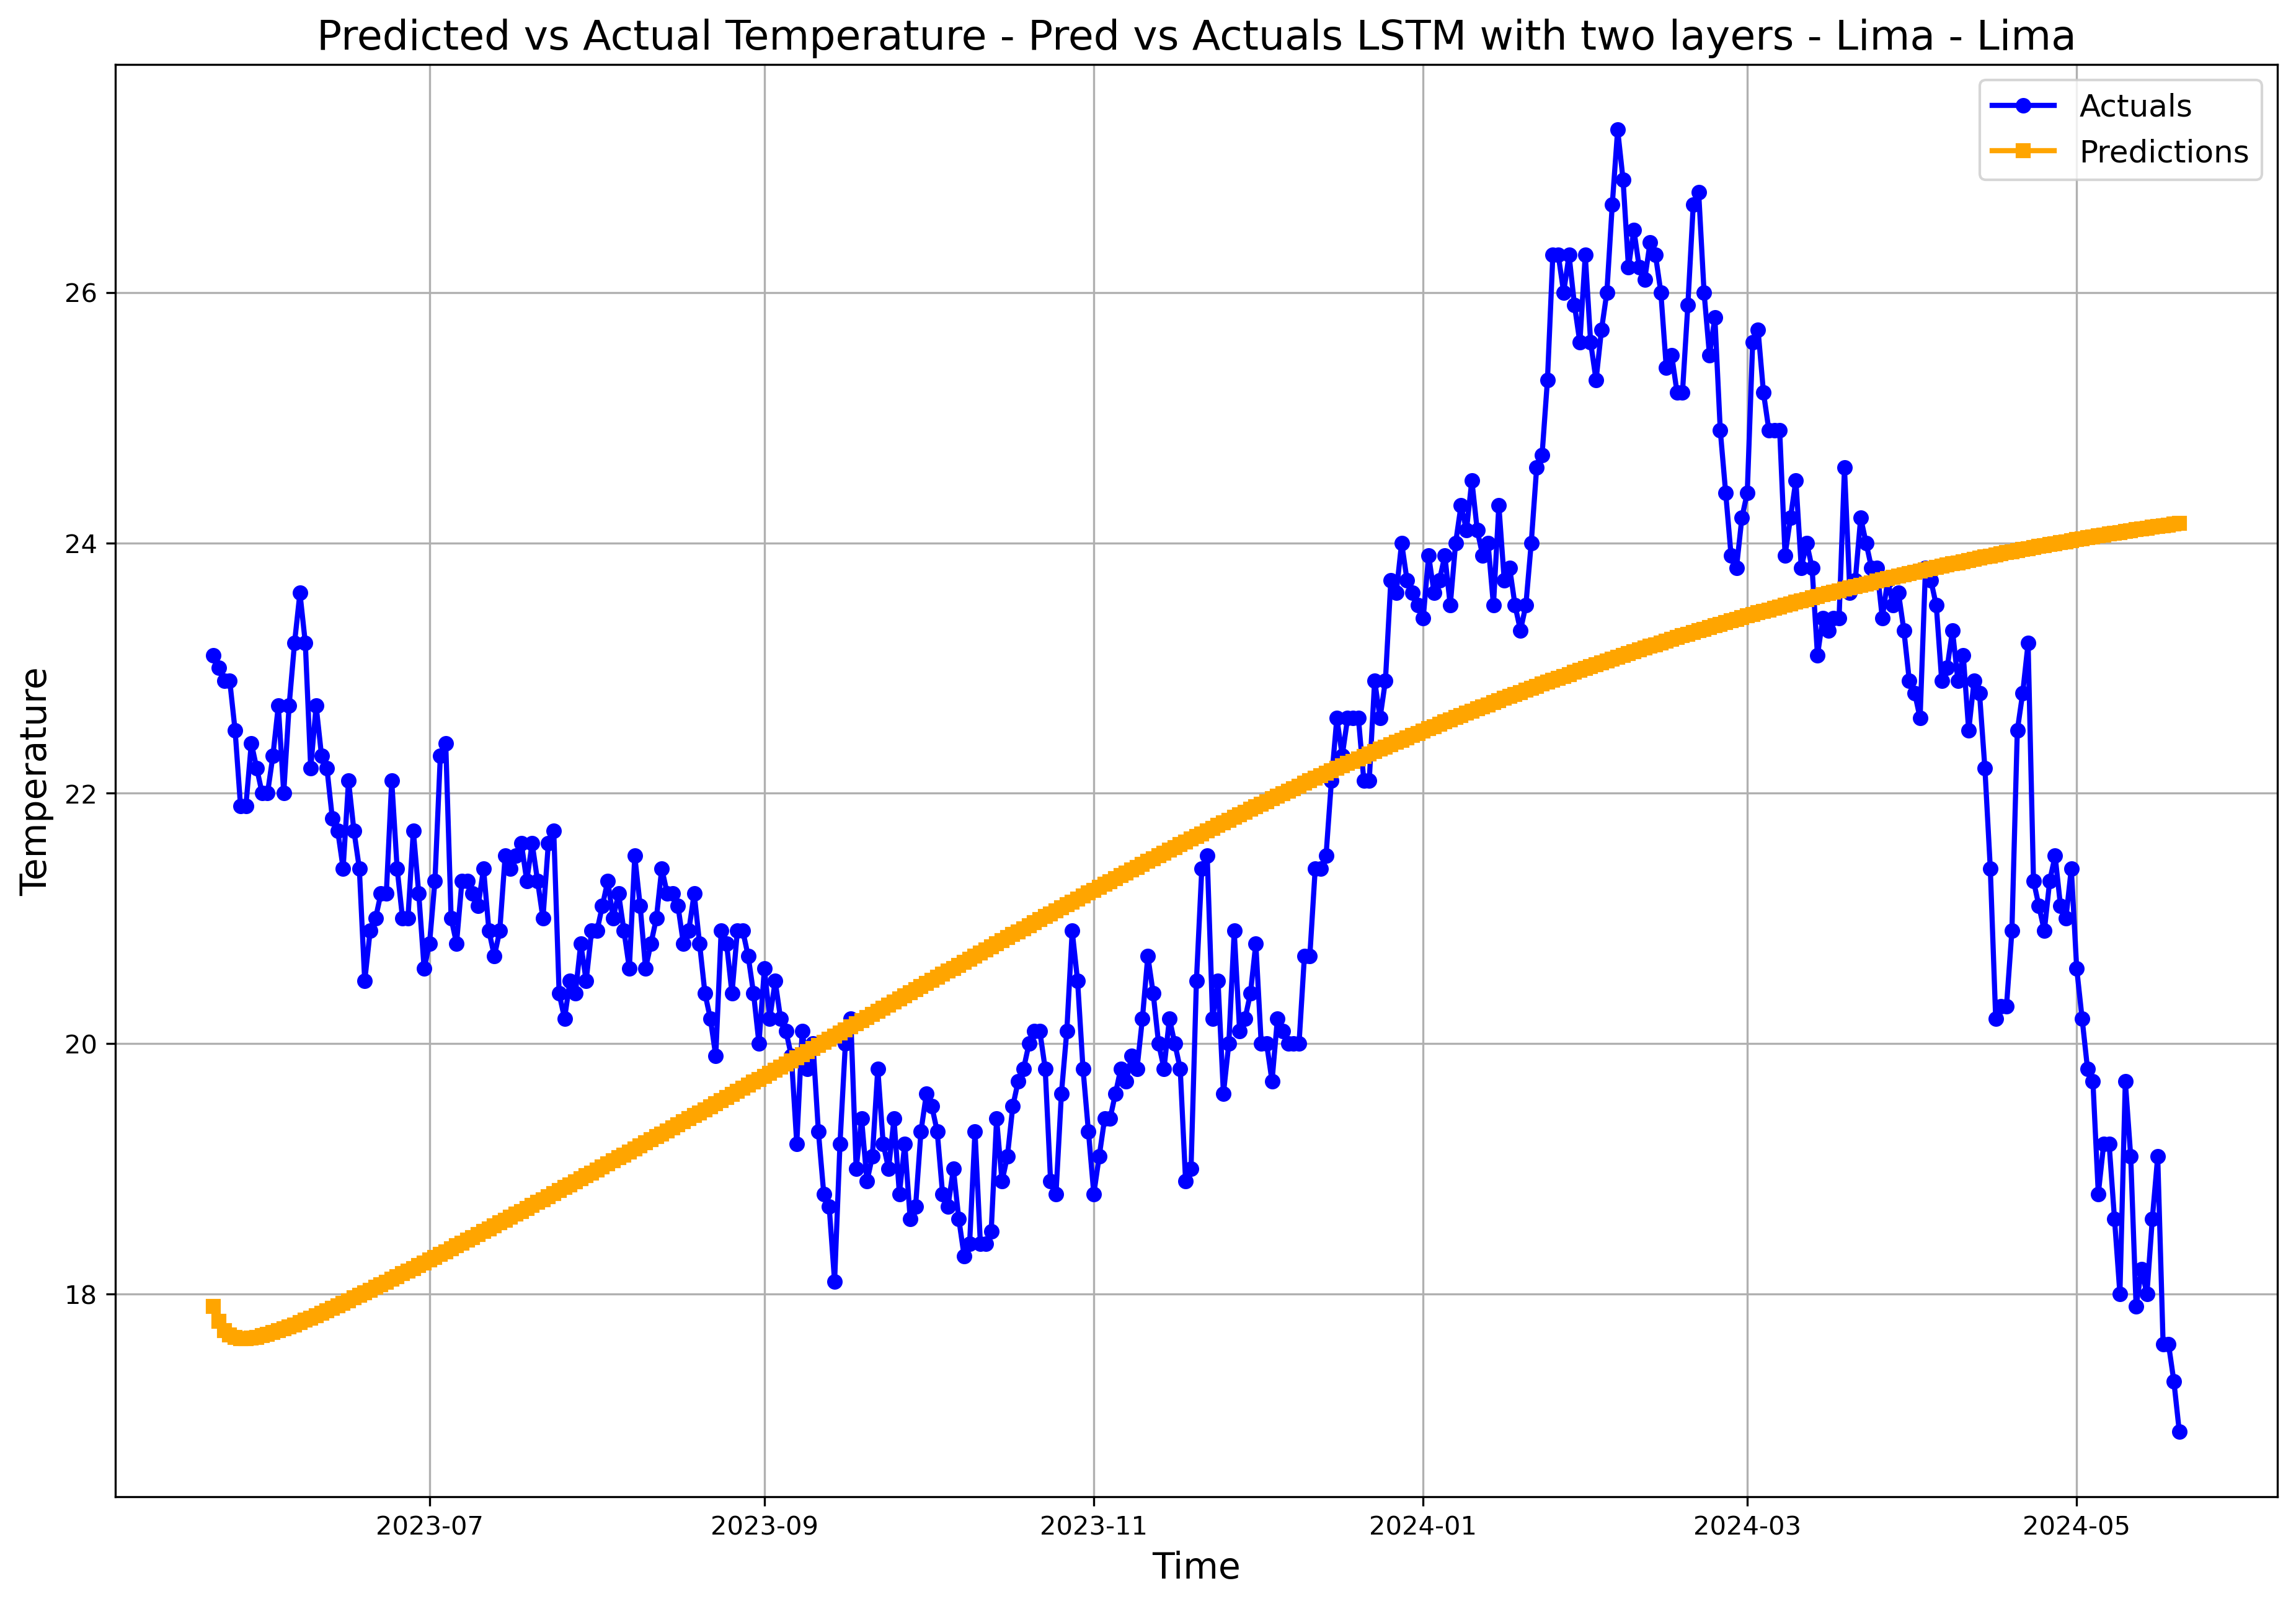 Predicted vs Actual Temperature - Pred vs Actuals LSTM with two layers - Lima - Lima
Actuals
Predictions
Temperature
26
24
22
20
18
2023-07
2023-09
2023-11
2024-01
2024-03
2024-05
Time